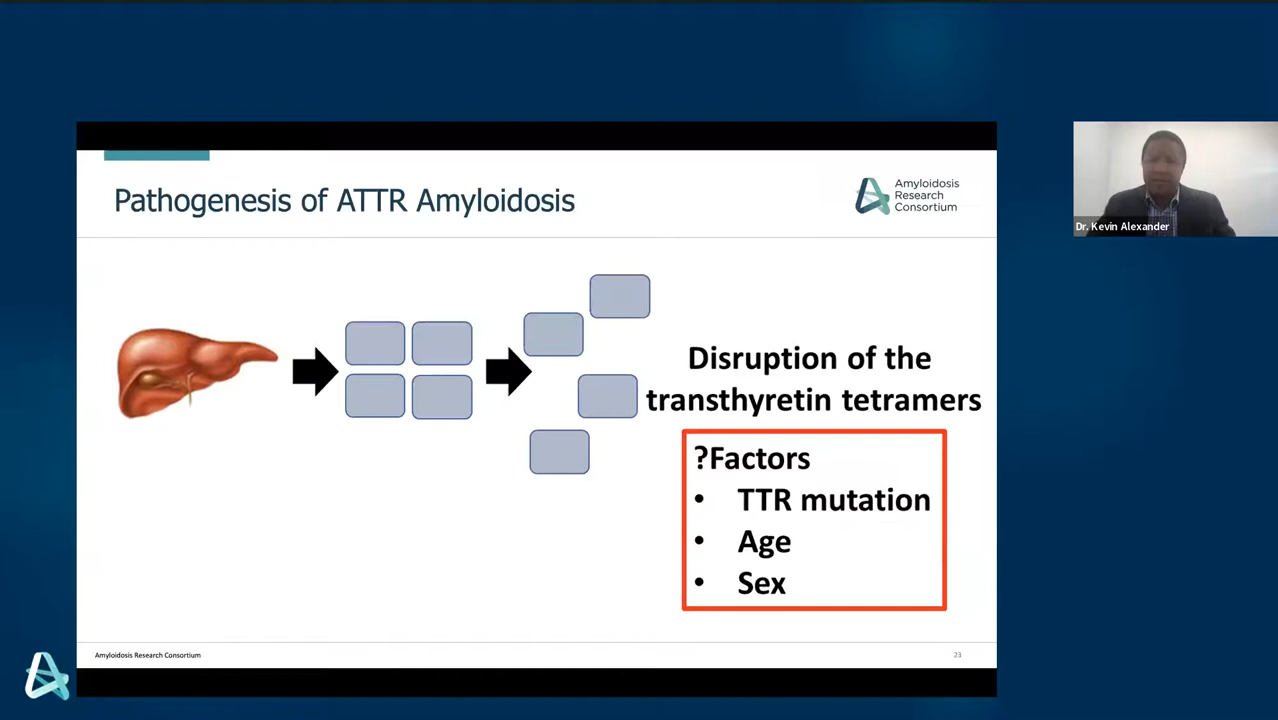 Pathogenesis of ATTR Amyloidosis
Amyloidosis
Research
Consortium
Dr. Kevin Alexander
Disruption of the
transthyretin tetramers
?Factors
• TTR mutation
• Age
• Sex
Amyloidosis Research Consortium
23